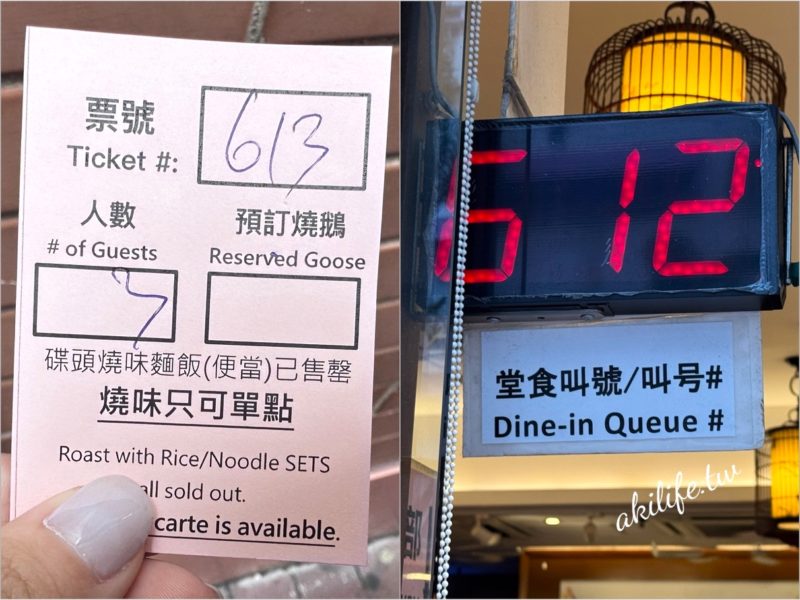 票號
Ticket #:
613
人數
# of Guests
預訂燒鵝
Reserved Goose
碟頭燒味麵飯(便當)已售罄
燒味只可單點
Roast with Rice/Noodle SETS
all sold out.
carte is available.
612
堂食叫號/叫号#
Dine-in Queue #
akilife.tw